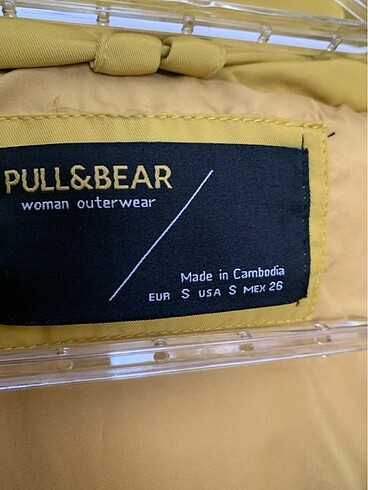 PULL&BEAR
woman outerwear
Made in Cambodia
EUR S USA S MEX 26